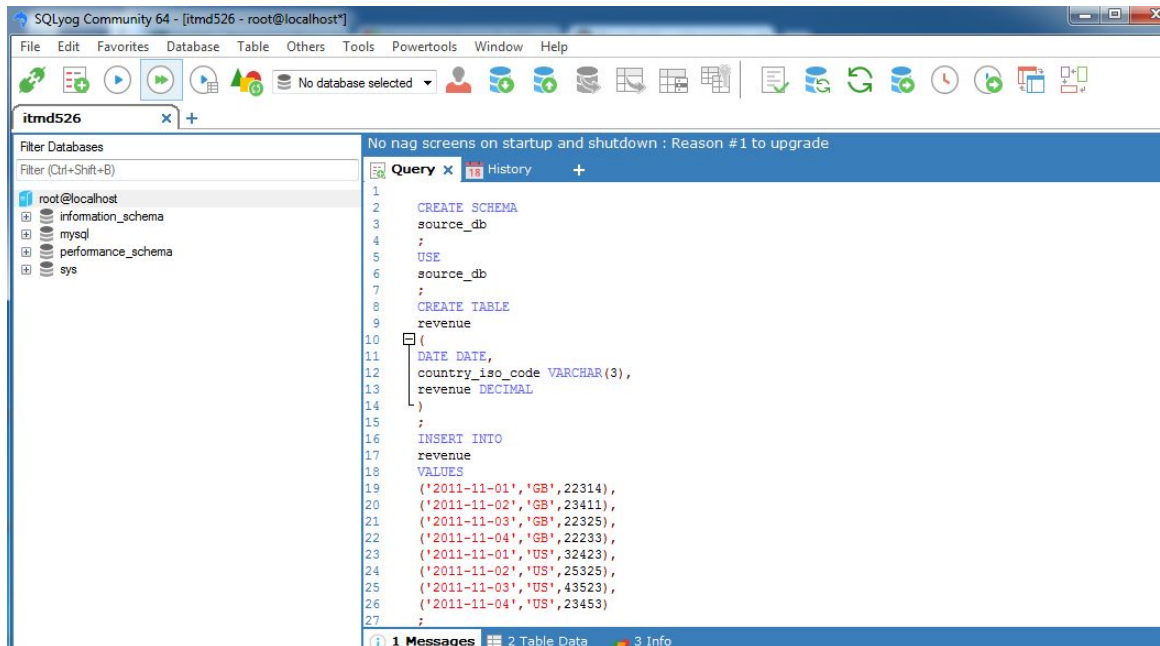 SQLyog Community 64 - [itmd526 - root@localhost*]
File Edit Favorites Database Table Others Tools Powertools Window Help
No database selected
itmd526
Filter Databases
Filter (Ctrl+Shift+B)
root@localhost
information_schema
mysql
performance_schema
sys
No nag screens on startup and shutdown : Reason #1 to upgrade
Query 18 History
1
2 CREATE SCHEMA
3 source_db
4 ;
5 USE
6 source_db
7 ;
8 CREATE TABLE
9 revenue
10 (
11 DATE DATE,
12 country_iso_code VARCHAR(3),
13 revenue DECIMAL
14 )
15 ;
16 INSERT INTO
17 revenue
18 VALUES
19 ('2011-11-01','GB',22314),
20 ('2011-11-02','GB',23411),
21 ('2011-11-03','GB',22325),
22 ('2011-11-04','GB',22233),
23 ('2011-11-01','US',32423),
24 ('2011-11-02','US',25325),
25 ('2011-11-03','US',43523),
26 ('2011-11-04','US',23453)
27 ;
1 Messages 2 Table Data 3 Info